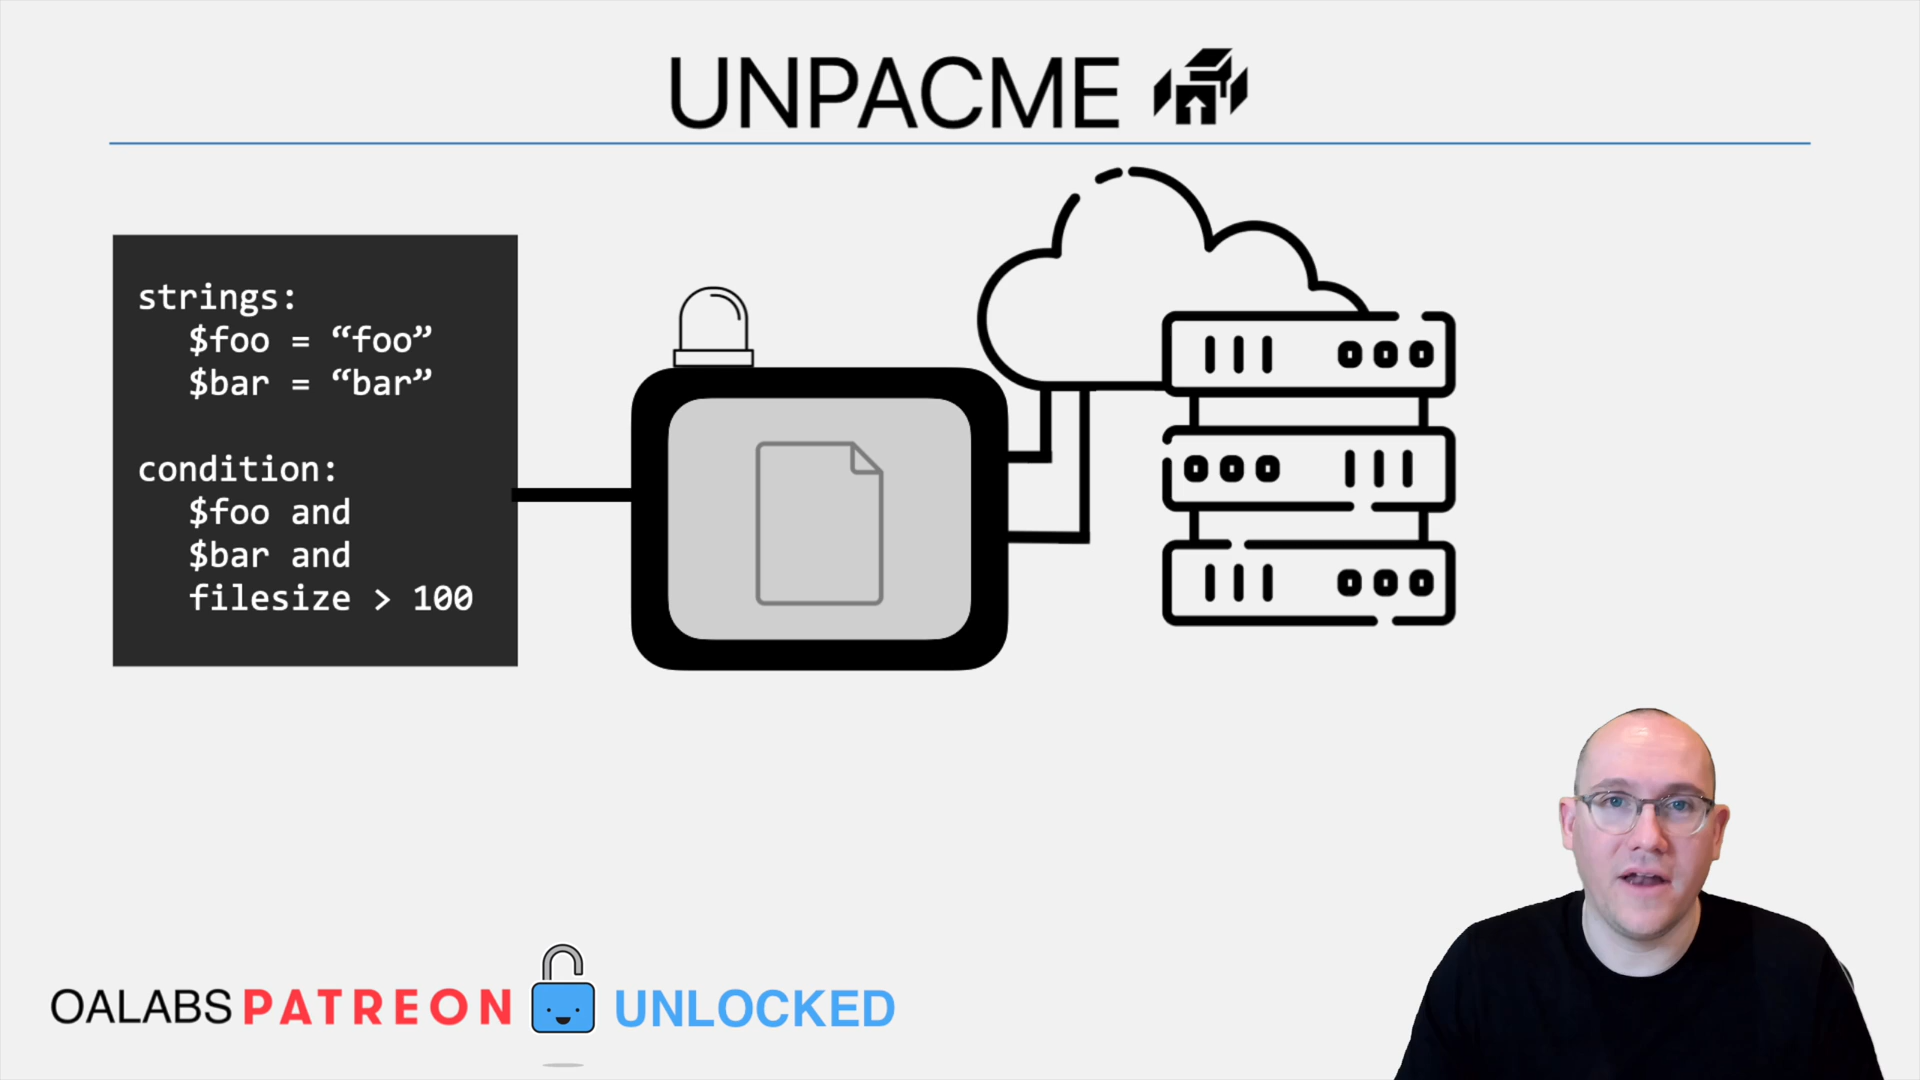 UNPACME
strings:
$foo = “foo”
$bar = “bar”
condition:
$foo and
$bar and
filesize > 100
OALABS PATREON UNLOCKED